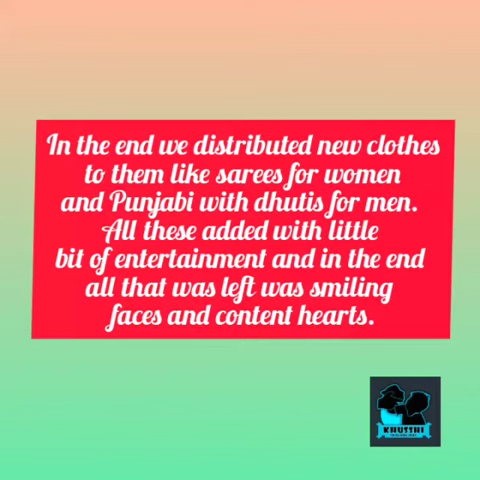 In the end we distributed new clothes
to them like sarees for women
and Punjabi with dhutis for men.
All these added with little
bit of entertainment and in the end
all that was left was smiling
faces and content hearts.
KHUSSHI